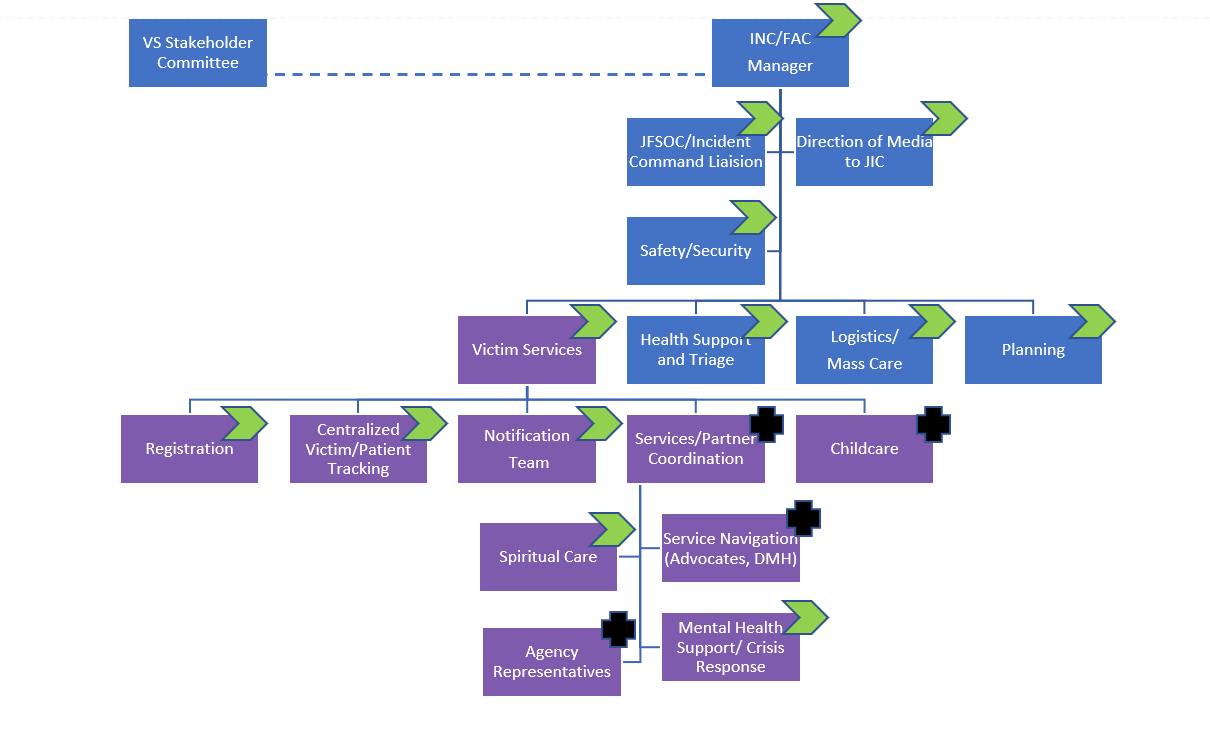 VS Stakeholder
Committee
INC/FAC
Manager
JFSOC/Incident
Command Liaision
Direction of Media
to JIC
Safety/Security
Victim Services
Health Support
and Triage
Logistics/
Mass Care
Planning
Registration
Centralized
Victim/Patient
Tracking
Notification
Team
Services/Partner
Coordination
Childcare
Spiritual Care
Service Navigation
(Advocates, DMH)
Agency
Representatives
Mental Health
Support/ Crisis
Response